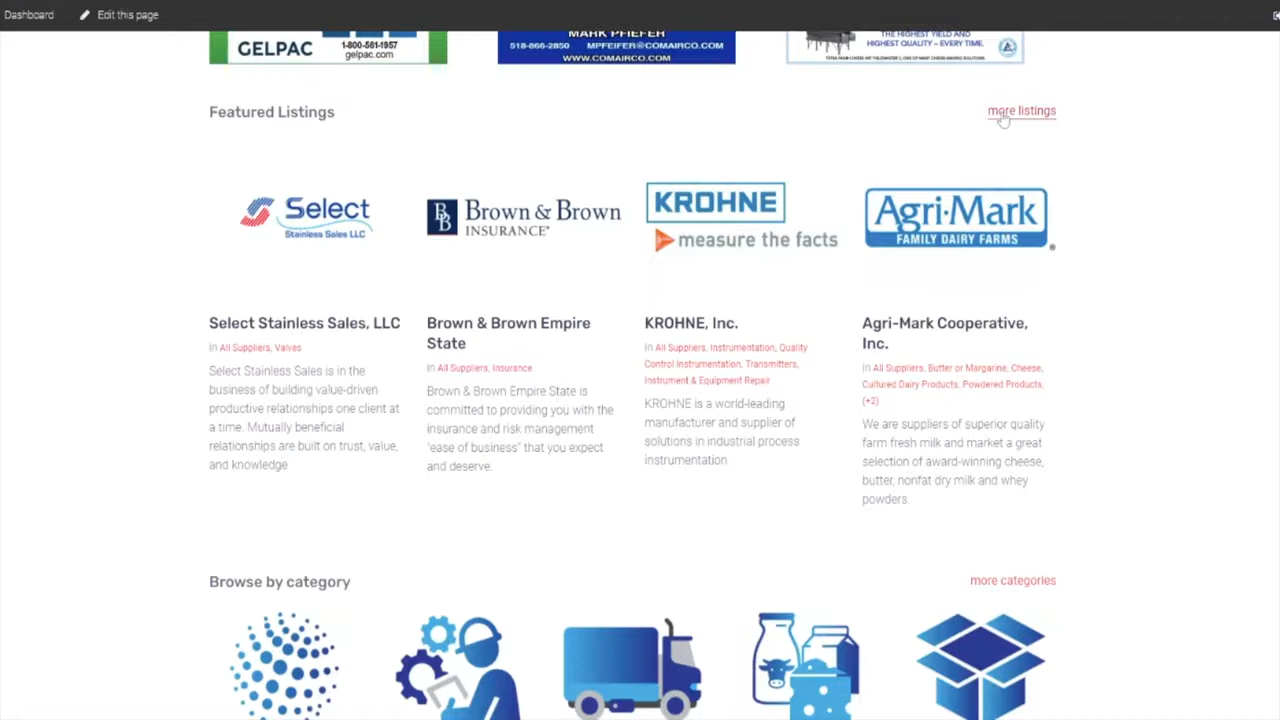 Dashboard Edit this page
GELPAC
1-800-561-1957
gelpac.com
MARK PFIEFER
518-866-2850 MPFEIFER@COMAIRCO.COM
WWW.COMAIRCO.COM
THE HIGHEST YIELD AND
HIGHEST QUALITY – EVERY TIME.
Featured Listings
more listings
Select
Stainless Sales LLC
BB
Brown & Brown
INSURANCE®
KROHNE
measure the facts
Agri-Mark
FAMILY DAIRY FARMS
®
Select Stainless Sales, LLC
in All Suppliers, Valves
Select Stainless Sales is in the
business of building value-driven
productive relationships one client at
a time. Mutually beneficial
relationships are built on trust, value,
and knowledge
Brown & Brown Empire
State
in All Suppliers, Insurance
Brown & Brown Empire State is
committed to providing you with the
insurance and risk management
"ease of business" that you expect
and deserve.
KROHNE, Inc.
in All Suppliers, Instrumentation, Quality
Control Instrumentation, Transmitters,
Instrument & Equipment Repair
KROHNE is a world-leading
manufacturer and supplier of
solutions in industrial process
instrumentation
Agri-Mark Cooperative,
Inc.
in All Suppliers, Butter or Margarine, Cheese,
Cultured Dairy Products, Powdered Products,
(+2)
We are suppliers of superior quality
farm fresh milk and market a great
selection of award-winning cheese,
butter, nonfat dry milk and whey
powders.
Browse by category
more categories